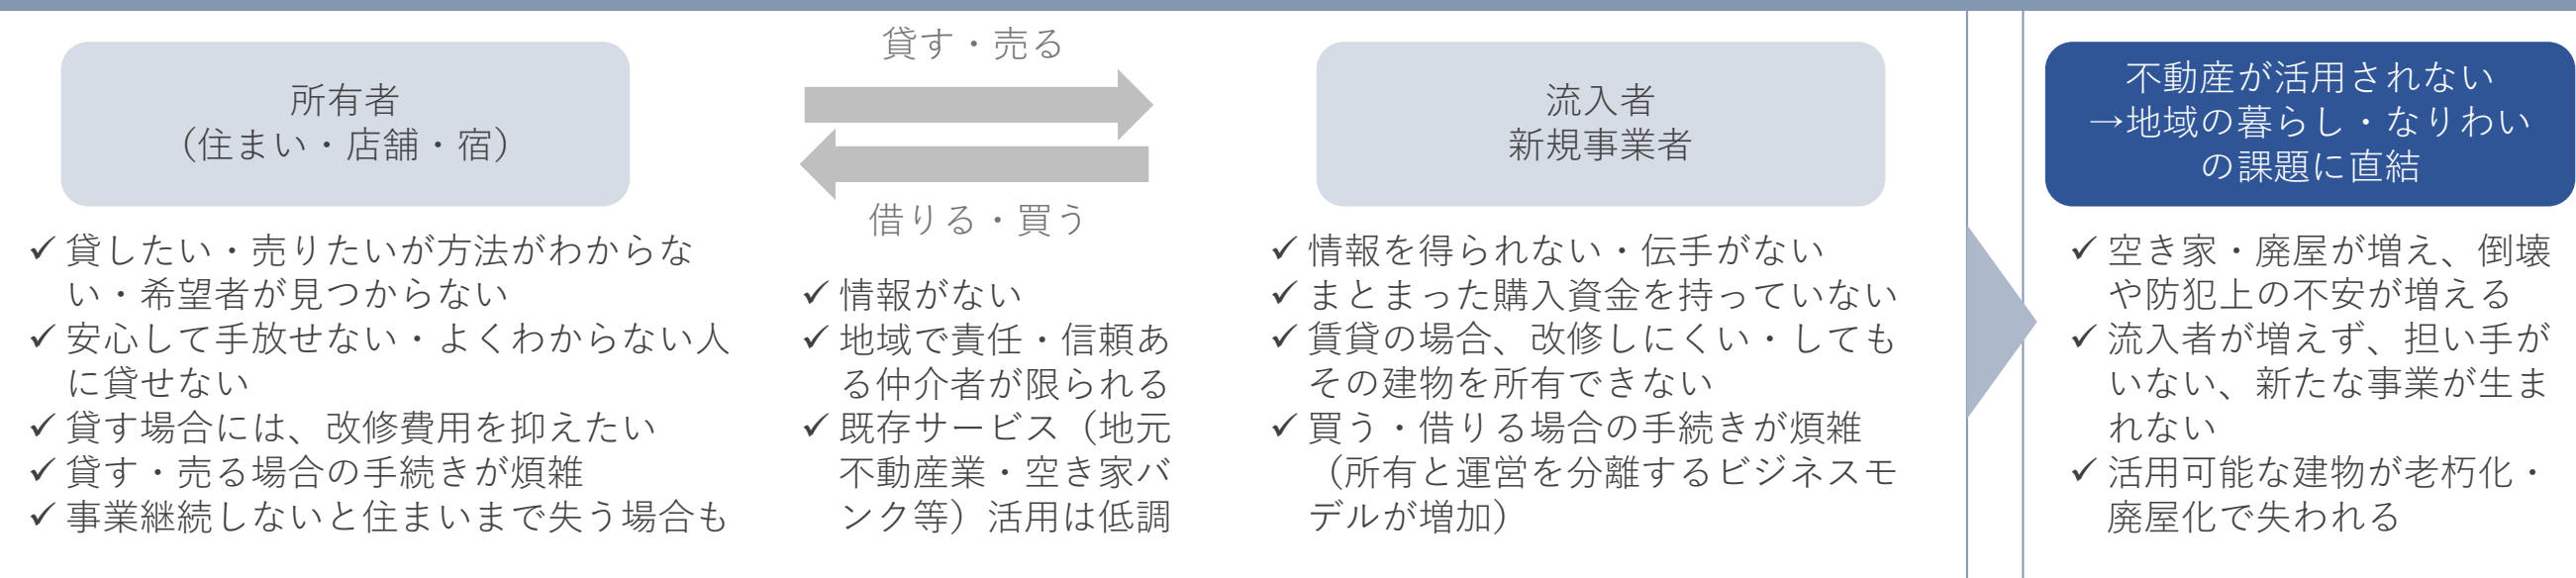 所有者
（住まい・店舗・宿）
✓ 貸したい・売りたいが方法がわからな
い・希望者が見つからない
✓ 安心して手放せない・よくわからない人
に貸せない
✓ 貸す場合には、改修費用を抑えたい
✓ 貸す・売る場合の手続きが煩雑
✓ 事業継続しないと住まいまで失う場合も
貸す・売る
借りる・買う
✓ 情報がない
✓ 地域で責任・信頼あ
る仲介者が限られる
✓ 既存サービス（地元
不動産業・空き家バ
ンク等）活用は低調
流入者
新規事業者
✓ 情報を得られない・伝手がない
✓ まとまった購入資金を持っていない
✓ 賃貸の場合、改修しにくい・しても
その建物を所有できない
✓ 買う・借りる場合の手続きが煩雑
（所有と運営を分離するビジネスモ
デルが増加）
不動産が活用されない
→地域の暮らし・なりわい
の課題に直結
✓ 空き家・廃屋が増え、倒壊
や防犯上の不安が増える
✓ 流入者が増えず、担い手が
いない、新たな事業が生ま
れない
✓ 活用可能な建物が老朽化・
廃屋化で失われる